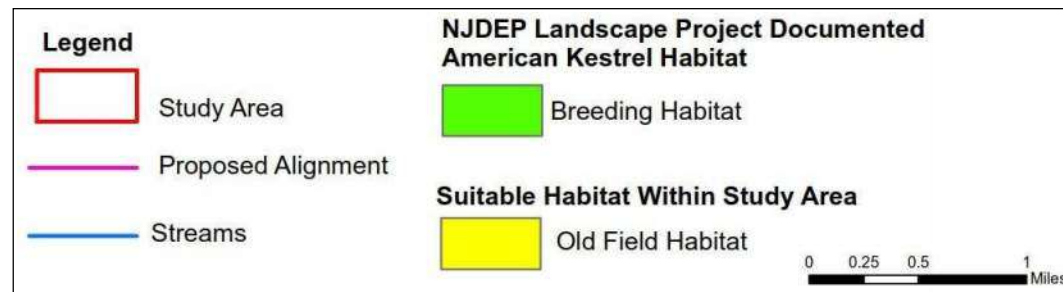 Legend
Study Area
Proposed Alignment
Streams
NJDEP Landscape Project Documented
American Kestrel Habitat
Breeding Habitat
Suitable Habitat Within Study Area
Old Field Habitat
0 0.25 0.5 1
Miles